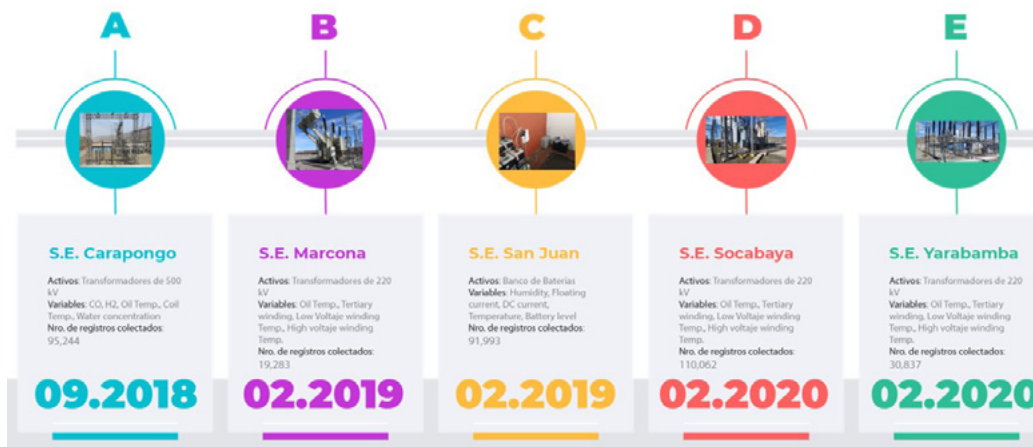 A
B
C
D
E
S.E. Carapongo
Activos: Transformadores de 500
kV
Variables: CO, H2, Oil Temp., Coil
Temp., Water concentration
Nro. de registros colectados:
95,244
09.2018
S.E. Marcona
Activos: Transformadores de 220
kV
Variables: Oil Temp., Tertiary
winding, Low Voltaje winding
Temp., High voltaje winding
Temp.
Nro. de registros colectados:
19,283
02.2019
S.E. San Juan
Activos: Banco de Baterías
Variables: Humidity, Floating
current, DC current,
Temperature, Battery level
Nro. de registros colectados:
91,993
02.2019
S.E. Socabaya
Activos: Transformadores de 220
kV
Variables: Oil Temp., Tertiary
winding, Low Voltaje winding
Temp., High voltaje winding
Temp.
Nro. de registros colectados:
110,062
02.2020
S.E. Yarabamba
Activos: Transformadores de 220
kV
Variables: Oil Temp., Tertiary
winding, Low Voltaje winding
Temp., High voltaje winding
Temp.
Nro. de registros colectados:
30,837
02.2020